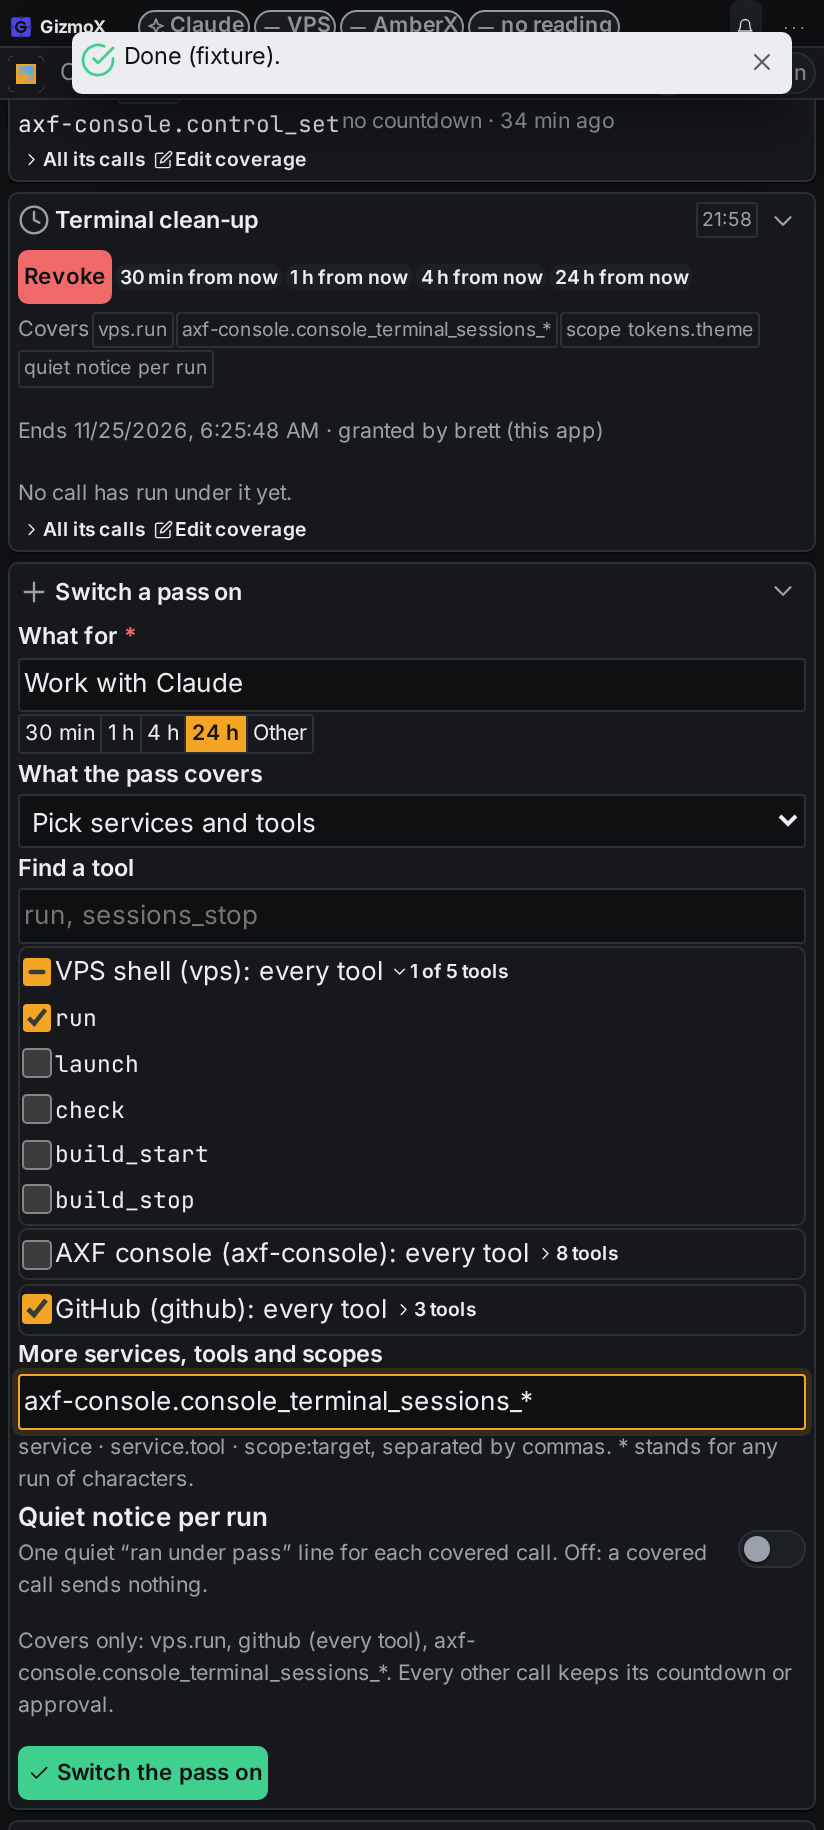 GizmoX Claude — VPS — AmberX — no reading ...
Done (fixture).
axf-console.control_set no countdown · 34 min ago
All its calls Edit coverage
Terminal clean-up 21:58
Revoke 30 min from now 1 h from now 4 h from now 24 h from now
Covers vps.run axf-console.console_terminal_sessions_* scope tokens.theme
quiet notice per run
Ends 11/25/2026, 6:25:48 AM · granted by brett (this app)
No call has run under it yet.
All its calls Edit coverage
Switch a pass on
What for *
Work with Claude
30 min 1 h 4 h 24 h Other
What the pass covers
Pick services and tools
Find a tool
run, sessions_stop
VPS shell (vps): every tool 1 of 5 tools
run
launch
check
build_start
build_stop
AXF console (axf-console): every tool 8 tools
GitHub (github): every tool 3 tools
More services, tools and scopes
axf-console.console_terminal_sessions_*
service · service.tool · scope:target, separated by commas. * stands for any
run of characters.
Quiet notice per run
One quiet “ran under pass” line for each covered call. Off: a covered
call sends nothing.
Covers only: vps.run, github (every tool), axf-
console.console_terminal_sessions_*. Every other call keeps its countdown or
approval.
Switch the pass on